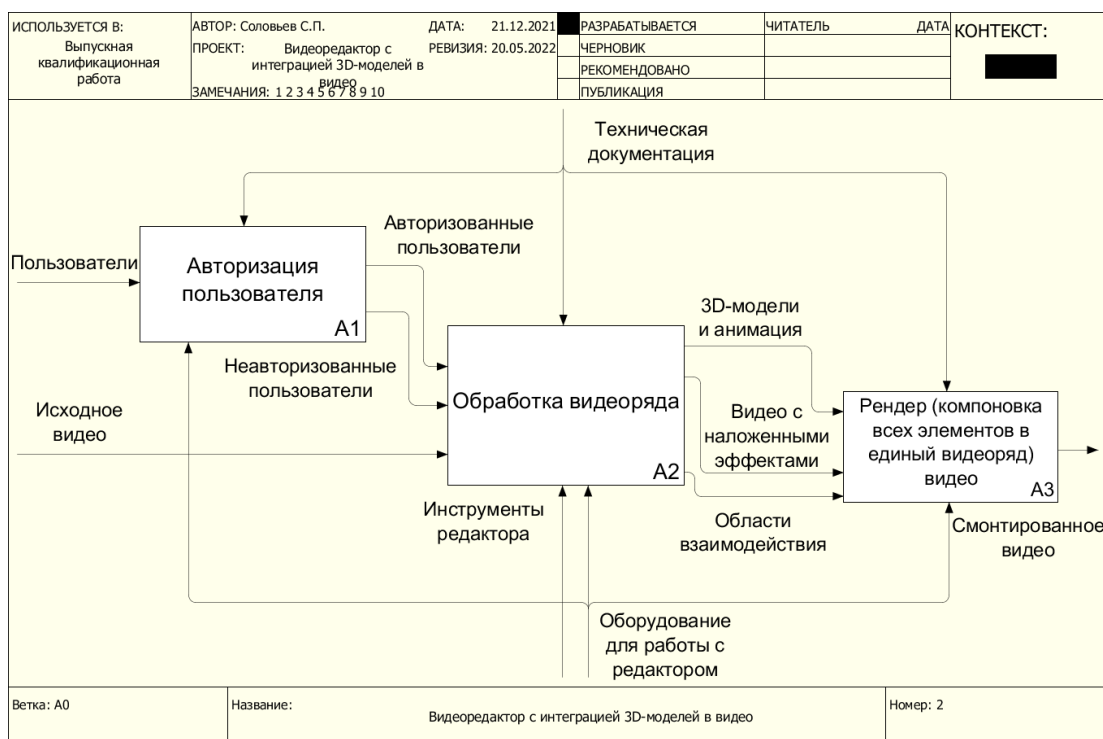 ИСПОЛЬЗУЕТСЯ В:
Выпускная
квалификационная
работа
АВТОР: Соловьев С.П.
ДАТА: 21.12.2021
ПРОЕКТ: Видеоредактор с
интеграцией 3D-моделей в
видео
РЕВИЗИЯ: 20.05.2022
ЗАМЕЧАНИЯ: 1 2 3 4 5 6 7 8 9 10
РАЗРАБАТЫВАЕТСЯ
ЧЕРНОВИК
РЕКОМЕНДОВАНО
ПУБЛИКАЦИЯ
ЧИТАТЕЛЬ
ДАТА
КОНТЕКСТ:
Техническая
документация
Пользователи
Авторизация
пользователя
A1
Авторизованные
пользователи
Неавторизованные
пользователи
Исходное
видео
Обработка видеоряда
A2
3D-модели
и анимация
Видео с
наложенными
эффектами
Области
взаимодействия
Рендер (компоновка
всех элементов в
единый видеоряд)
видео
A3
Инструменты
редактора
Смонтированное
видео
Оборудование
для работы с
редактором
Ветка: A0
Название:
Видеоредактор с интеграцией 3D-моделей в видео
Номер: 2